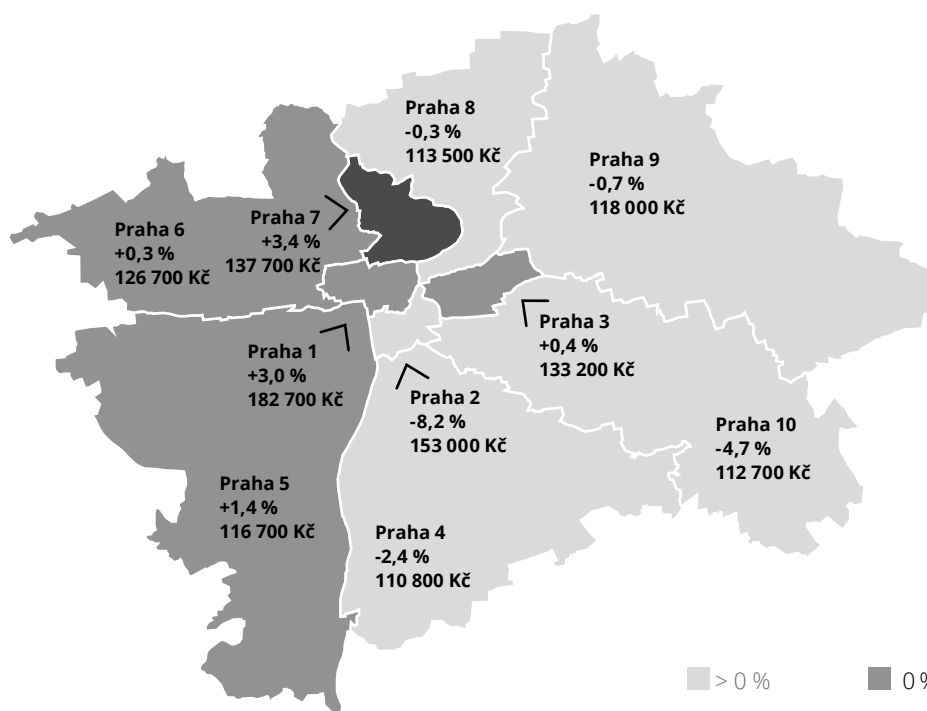 Praha 8
-0,3 %
113 500 Kč
Praha 9
-0,7 %
118 000 Kč
Praha 7
+3,4 %
137 700 Kč
Praha 6
+0,3 %
126 700 Kč
Praha 3
+0,4 %
133 200 Kč
Praha 1
+3,0 %
182 700 Kč
Praha 2
-8,2 %
153 000 Kč
Praha 10
-4,7 %
112 700 Kč
Praha 5
+1,4 %
116 700 Kč
Praha 4
-2,4 %
110 800 Kč
> 0 %
0